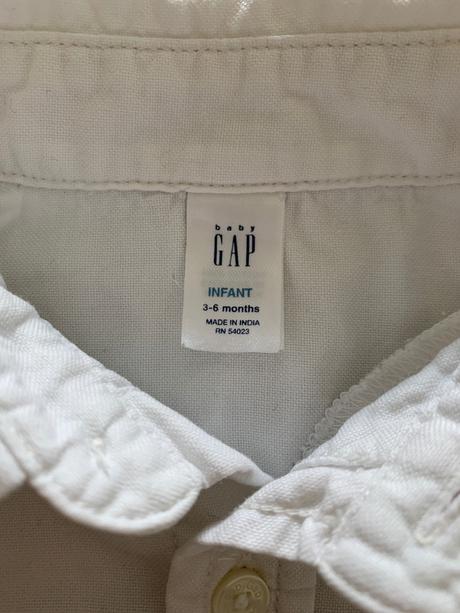 baby
GAP
INFANT
3-6 months
MADE IN INDIA
RN 54023